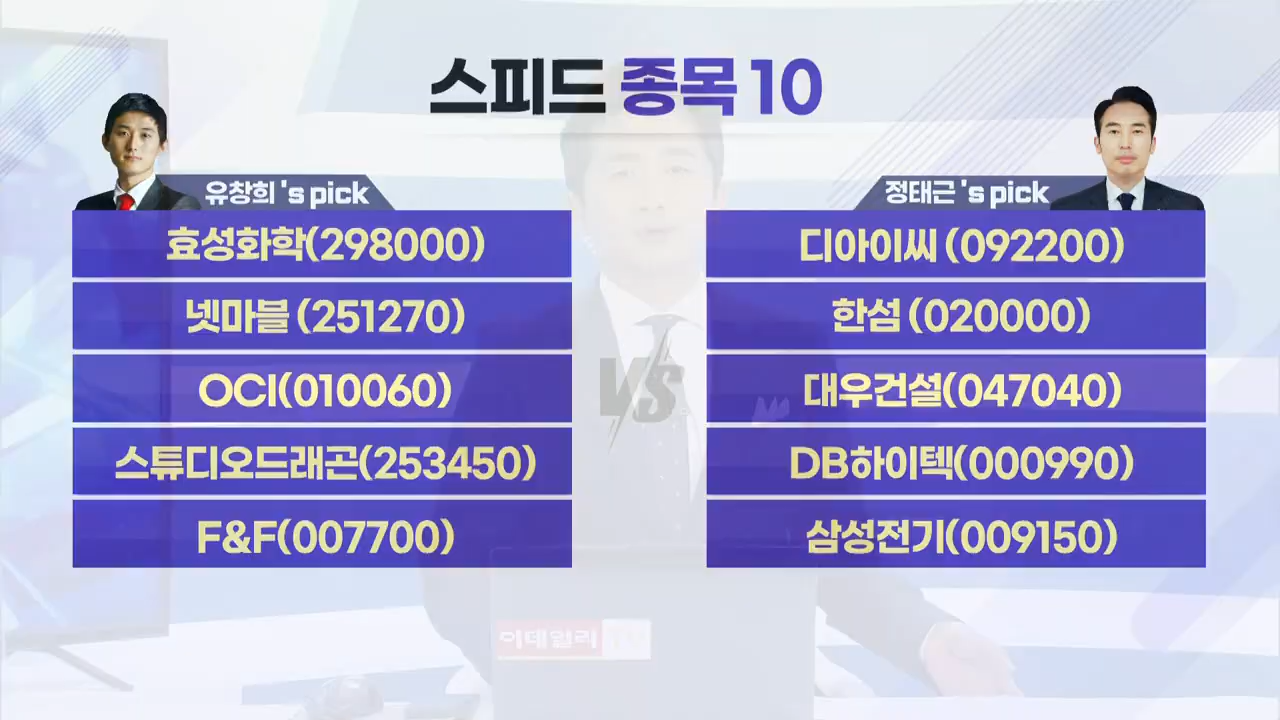 스피드 종목 10
유창희 's pick
효성화학(298000)
넷마블 (251270)
OCI(010060)
스튜디오드래곤(253450)
F&F(007700)
VS
정태근 's pick
디아이씨 (092200)
한섬 (020000)
대우건설(047040)
DB하이텍(000990)
삼성전기(009150)
이데일리 TV